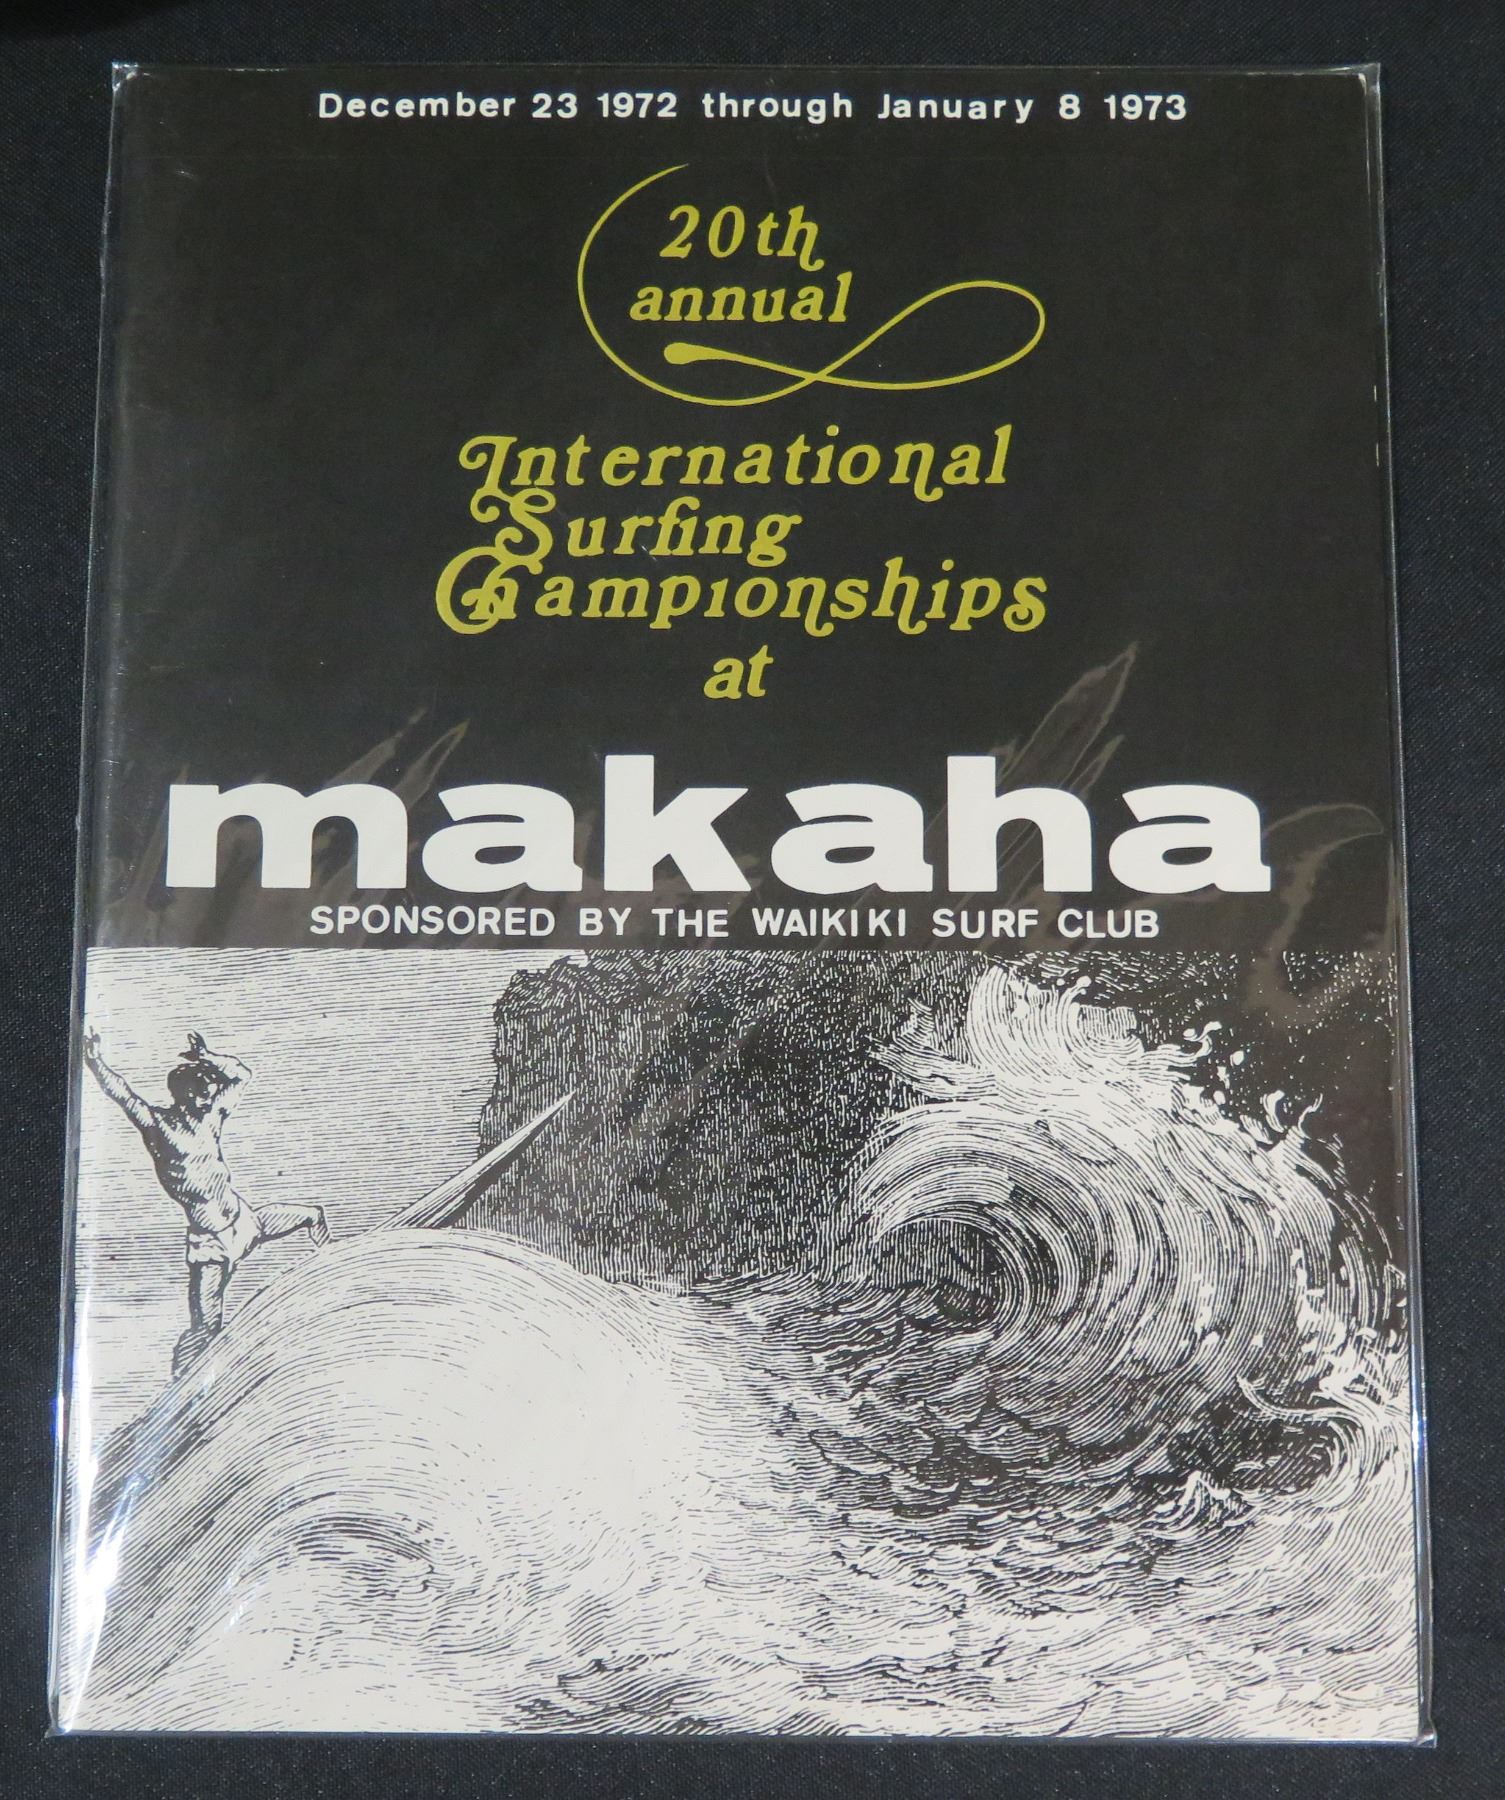 December 23 1972 through January 8 1973
20th
annual
International
Surfing
Championships
at
makaha
SPONSORED BY THE WAIKIKI SURF CLUB